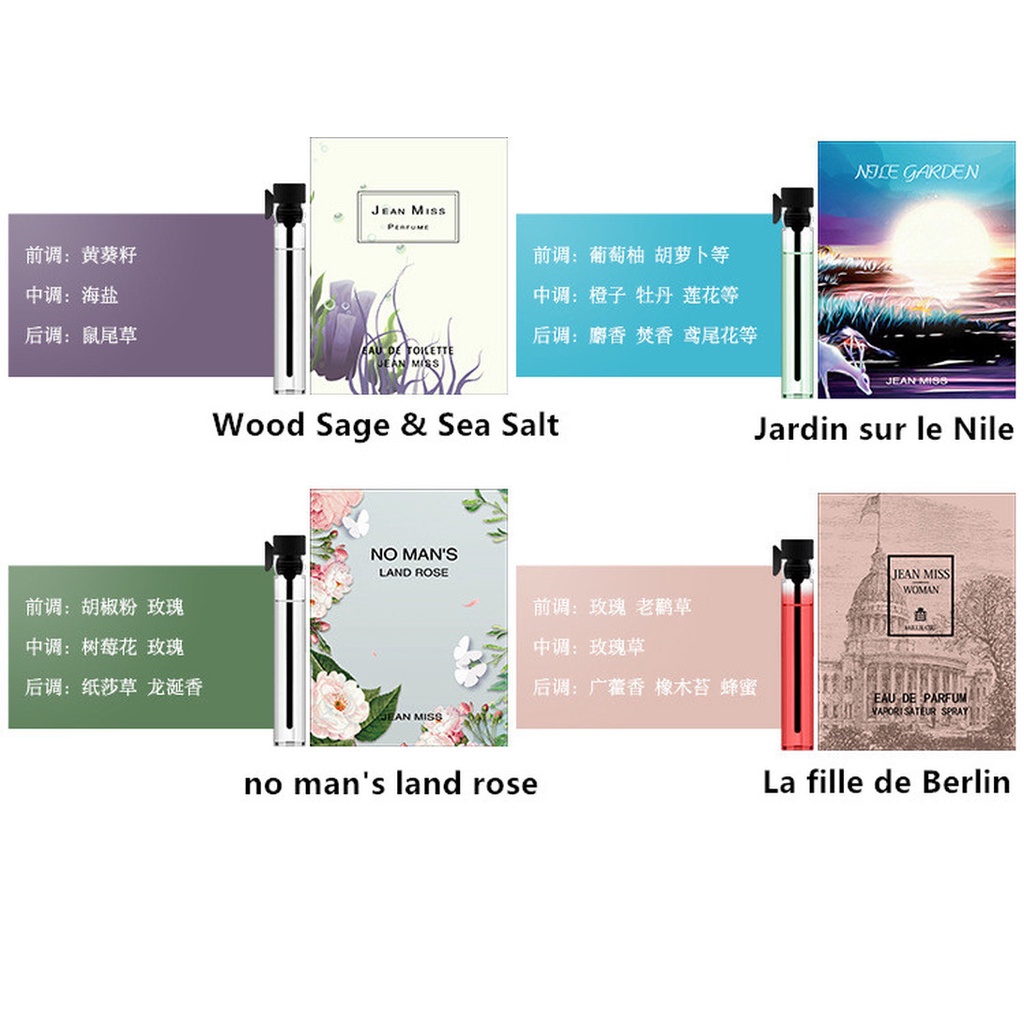 前调：黄葵籽
中调：海盐
后调：鼠尾草
JEAN MISS
PERFUME
EAU DE TOILETTE
JEAN MISS
Wood Sage & Sea Salt
前调：葡萄柚 胡萝卜等
中调：橙子 牡丹 莲花等
后调：麝香 焚香 鸢尾花等
NILE GARDEN
JEAN MISS
Jardin sur le Nile
前调：胡椒粉 玫瑰
中调：树莓花 玫瑰
后调：纸莎草 龙涎香
NO MAN'S
LAND ROSE
JEAN MISS
no man's land rose
前调：玫瑰 老鹳草
中调：玫瑰草
后调：广藿香 橡木苔 蜂蜜
JEAN MISS
WOMAN
EAU DE PARFUM
VAPORISATEUR SPRAY
La fille de Berlin